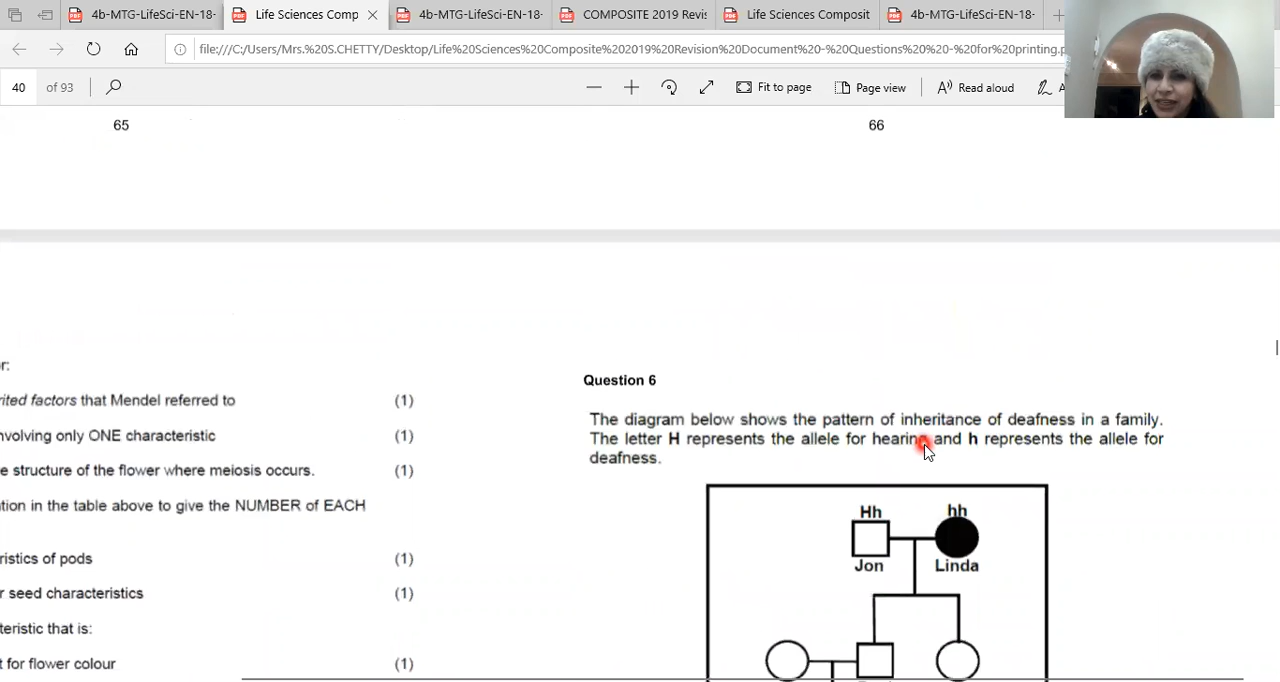 4b-MTG-LifeSci-EN-18-
Life Sciences Comp
4b-MTG-LifeSci-EN-18-
COMPOSITE 2019 Revis
Life Sciences Composit
4b-MTG-LifeSci-EN-18-
file:///C:/Users/Mrs.%20S.CHETTY/Desktop/Life%20Sciences%20Composite%202019%20Revision%20Document%20-%20Questions%20%20-%20for%20printing.p
40 of 93
Fit to page
Page view
Read aloud
65
66
or:
rited factors that Mendel referred to (1)
nvolving only ONE characteristic (1)
e structure of the flower where meiosis occurs. (1)
ation in the table above to give the NUMBER of EACH
ristics of pods (1)
r seed characteristics (1)
teristic that is:
t for flower colour (1)
Question 6
The diagram below shows the pattern of inheritance of deafness in a family.
The letter H represents the allele for hearing and h represents the allele for
deafness.
Hh hh
Jon Linda